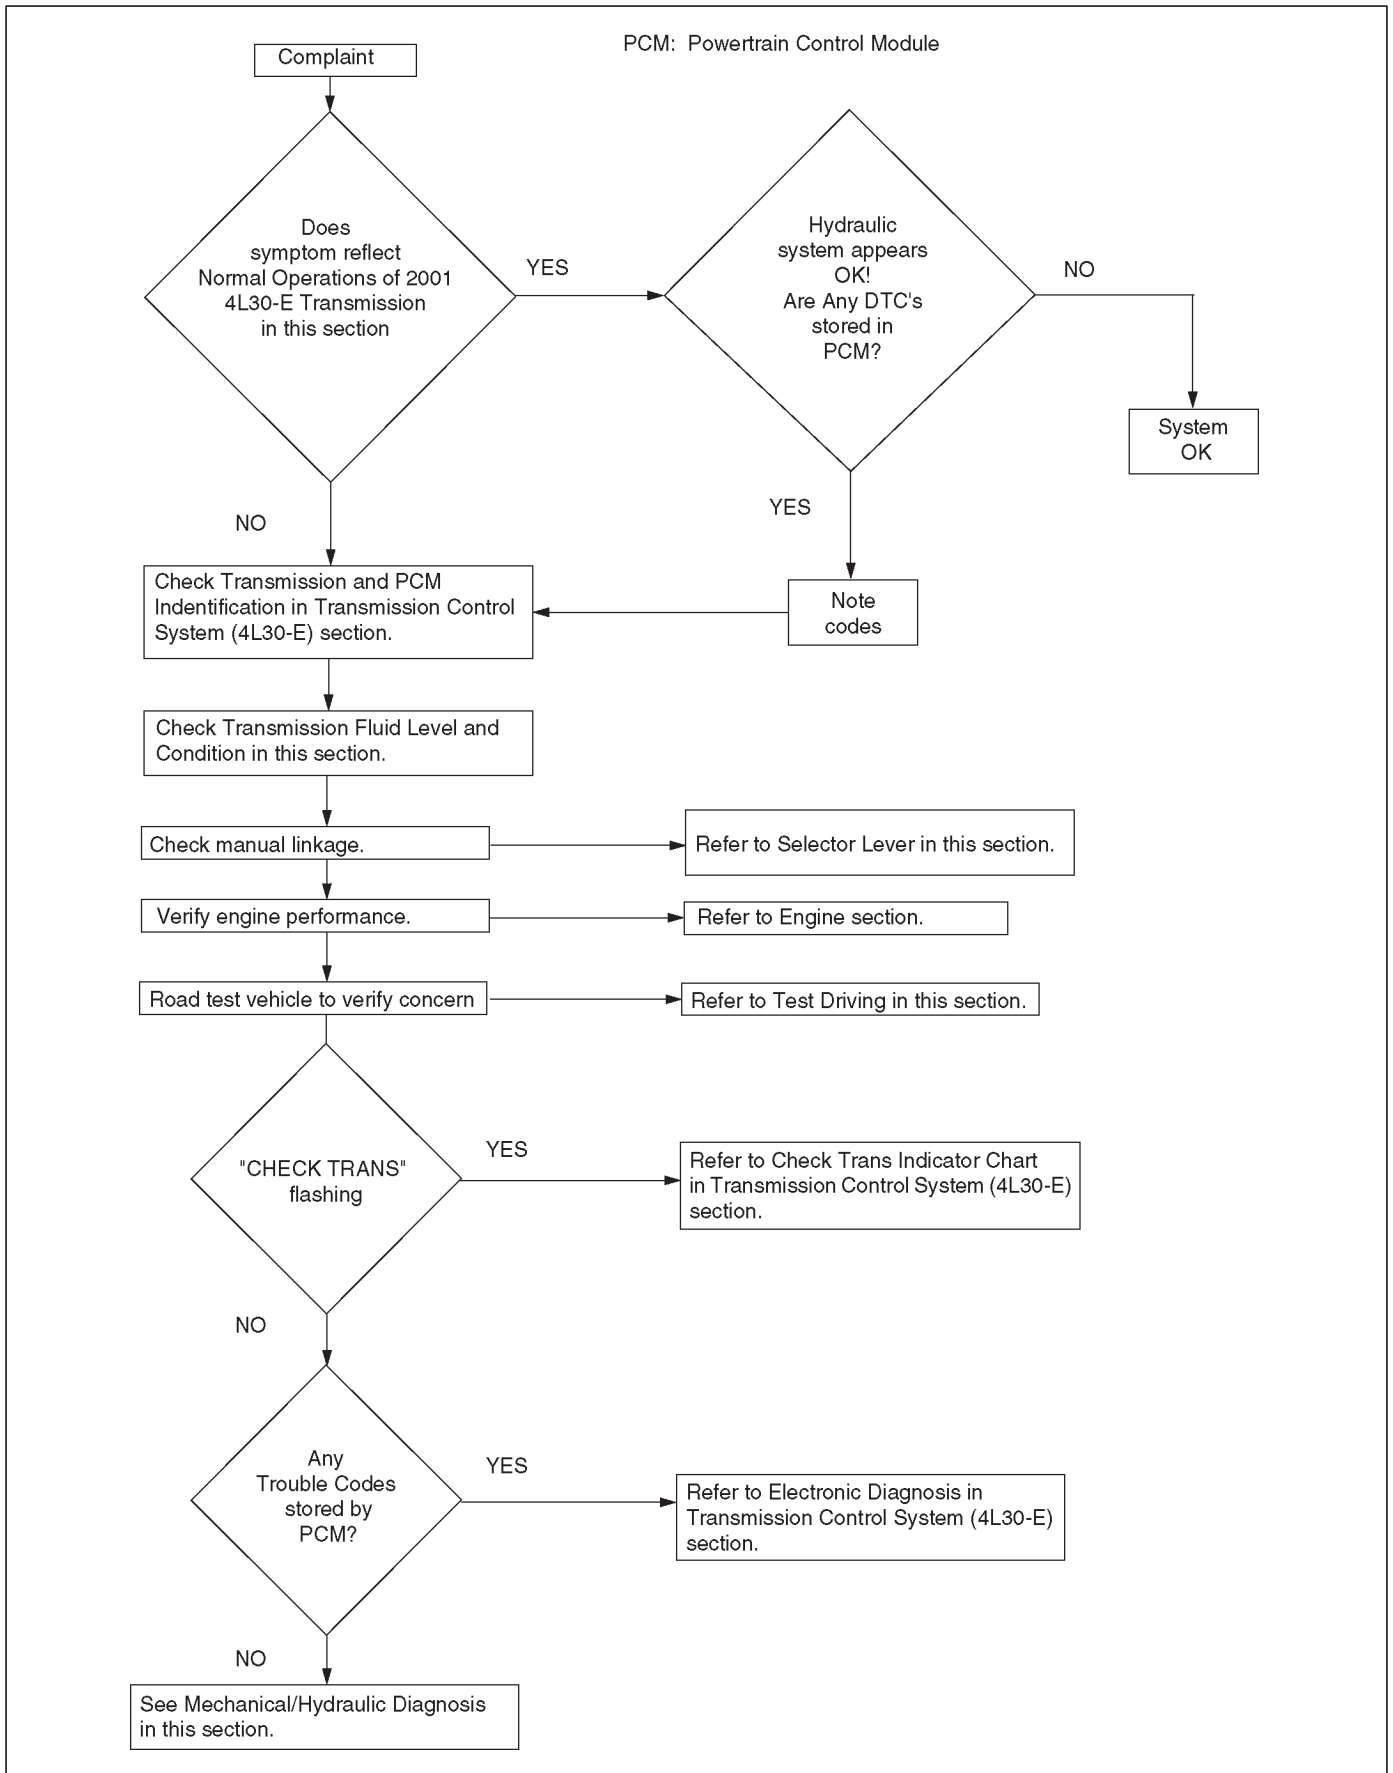 PCM: Powertrain Control Module
Complaint
Does
symptom reflect
Normal Operations of 2001
4L30-E Transmission
in this section
YES
Hydraulic
system appears
OK!
Are Any DTC's
stored in
PCM?
NO
System
OK
NO
YES
Check Transmission and PCM
Indentification in Transmission Control
System (4L30-E) section.
Note
codes
Check Transmission Fluid Level and
Condition in this section.
Check manual linkage.
Refer to Selector Lever in this section.
Verify engine performance.
Refer to Engine section.
Road test vehicle to verify concern
Refer to Test Driving in this section.
"CHECK TRANS"
flashing
YES
Refer to Check Trans Indicator Chart
in Transmission Control System (4L30-E)
section.
NO
Any
Trouble Codes
stored by
PCM?
YES
Refer to Electronic Diagnosis in
Transmission Control System (4L30-E)
section.
NO
See Mechanical/Hydraulic Diagnosis
in this section.